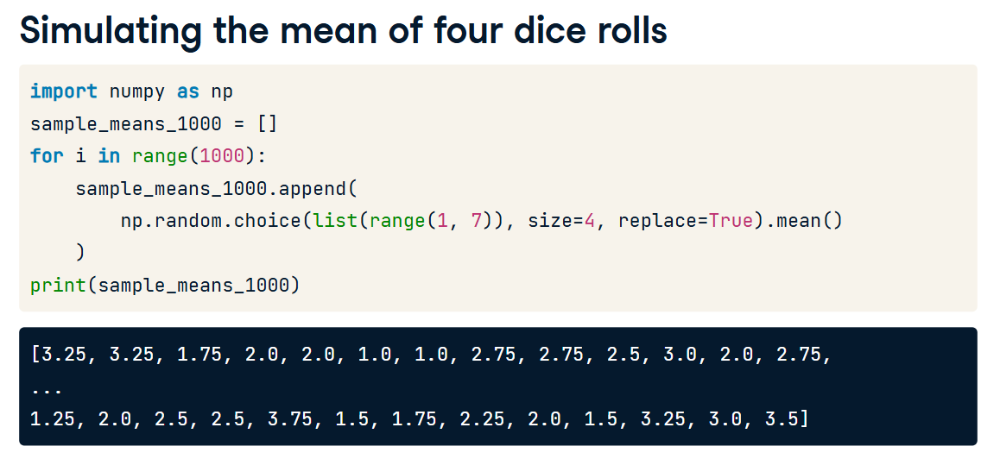 Simulating the mean of four dice rolls
import numpy as np
sample_means_1000 = []
for i in range(1000):
    sample_means_1000.append(
        np.random.choice(list(range(1, 7)), size=4, replace=True).mean()
    )
print(sample_means_1000)
[3.25, 3.25, 1.75, 2.0, 2.0, 1.0, 1.0, 2.75, 2.75, 2.5, 3.0, 2.0, 2.75,
...
1.25, 2.0, 2.5, 2.5, 3.75, 1.5, 1.75, 2.25, 2.0, 1.5, 3.25, 3.0, 3.5]